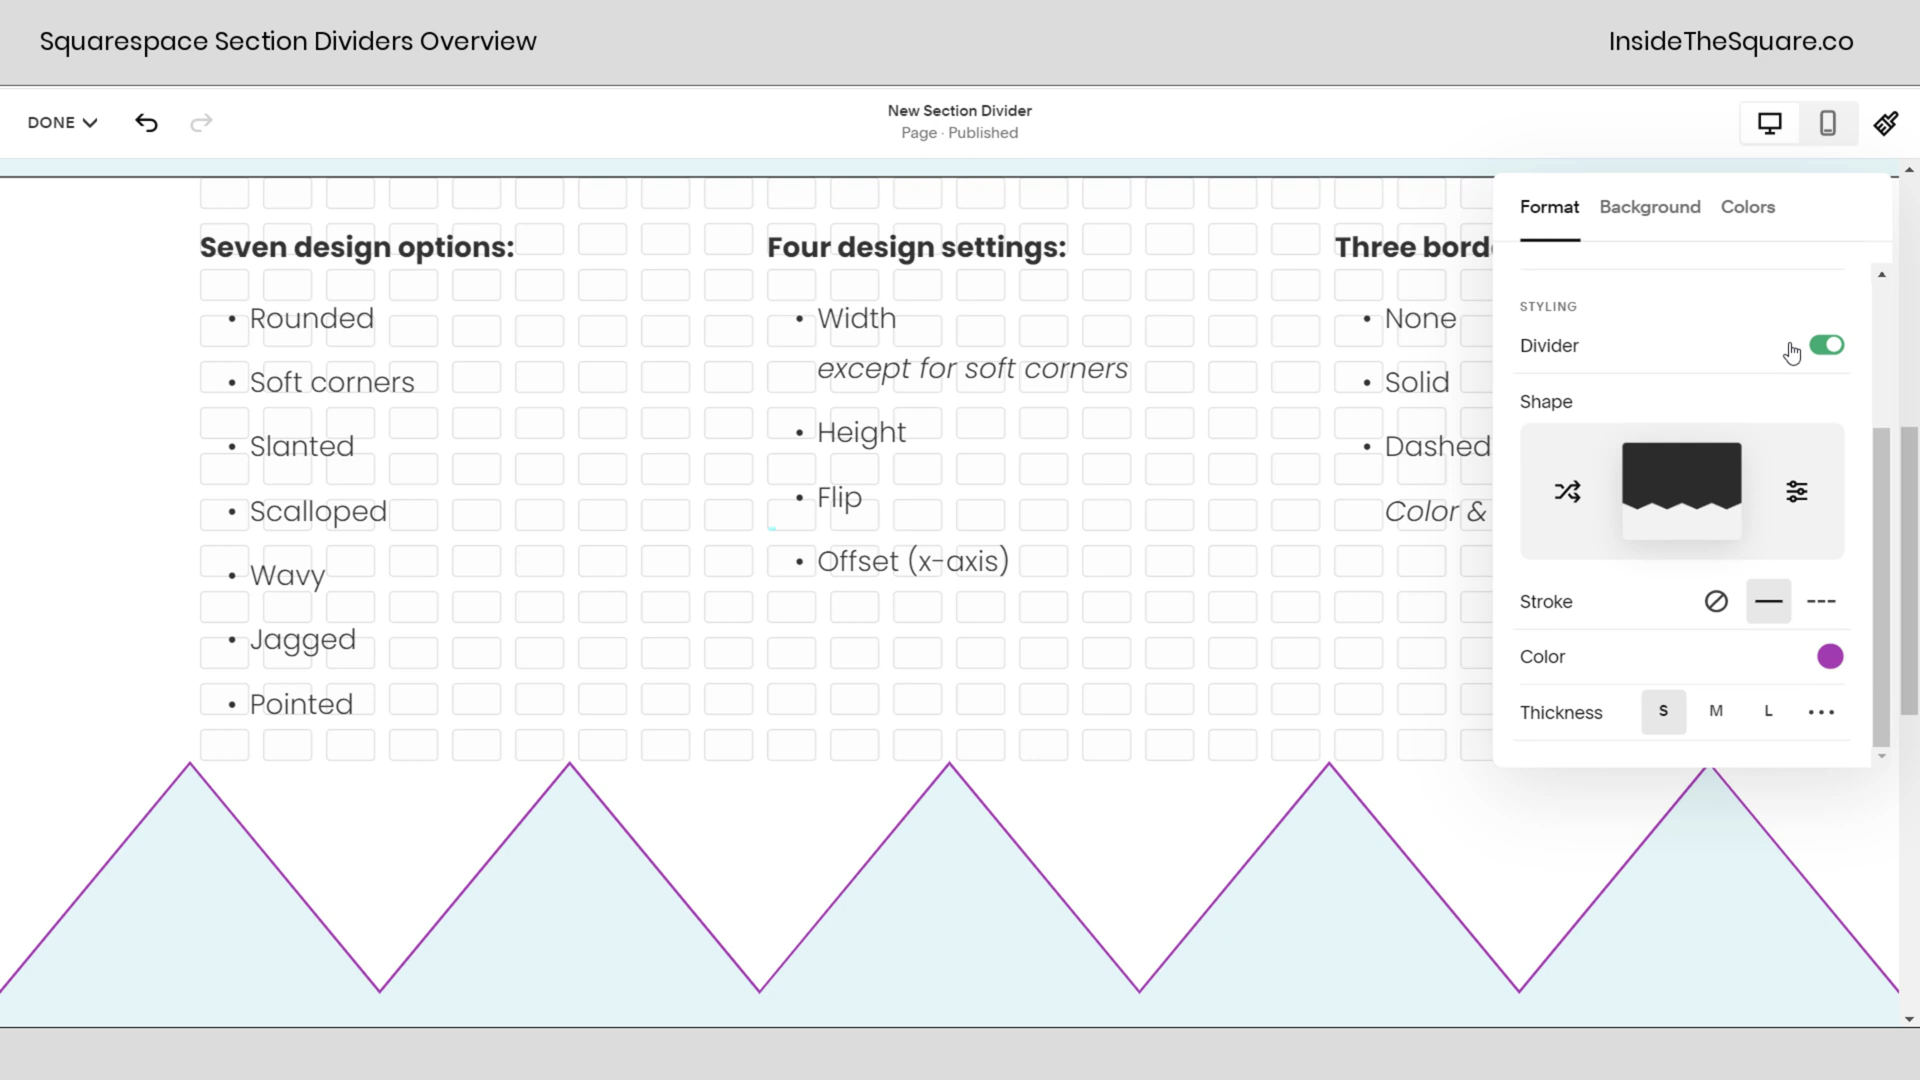 Squarespace Section Dividers Overview
InsideTheSquare.co
DONE
New Section Divider
Page · Published
Seven design options:
• Rounded
• Soft corners
• Slanted
• Scalloped
• Wavy
• Jagged
• Pointed
Four design settings:
• Width
except for soft corners
• Height
• Flip
• Offset (x-axis)
Three bord
• None
• Solid
• Dashed
Color &
Format Background Colors
STYLING
Divider
Shape
Stroke
Color
Thickness S M L